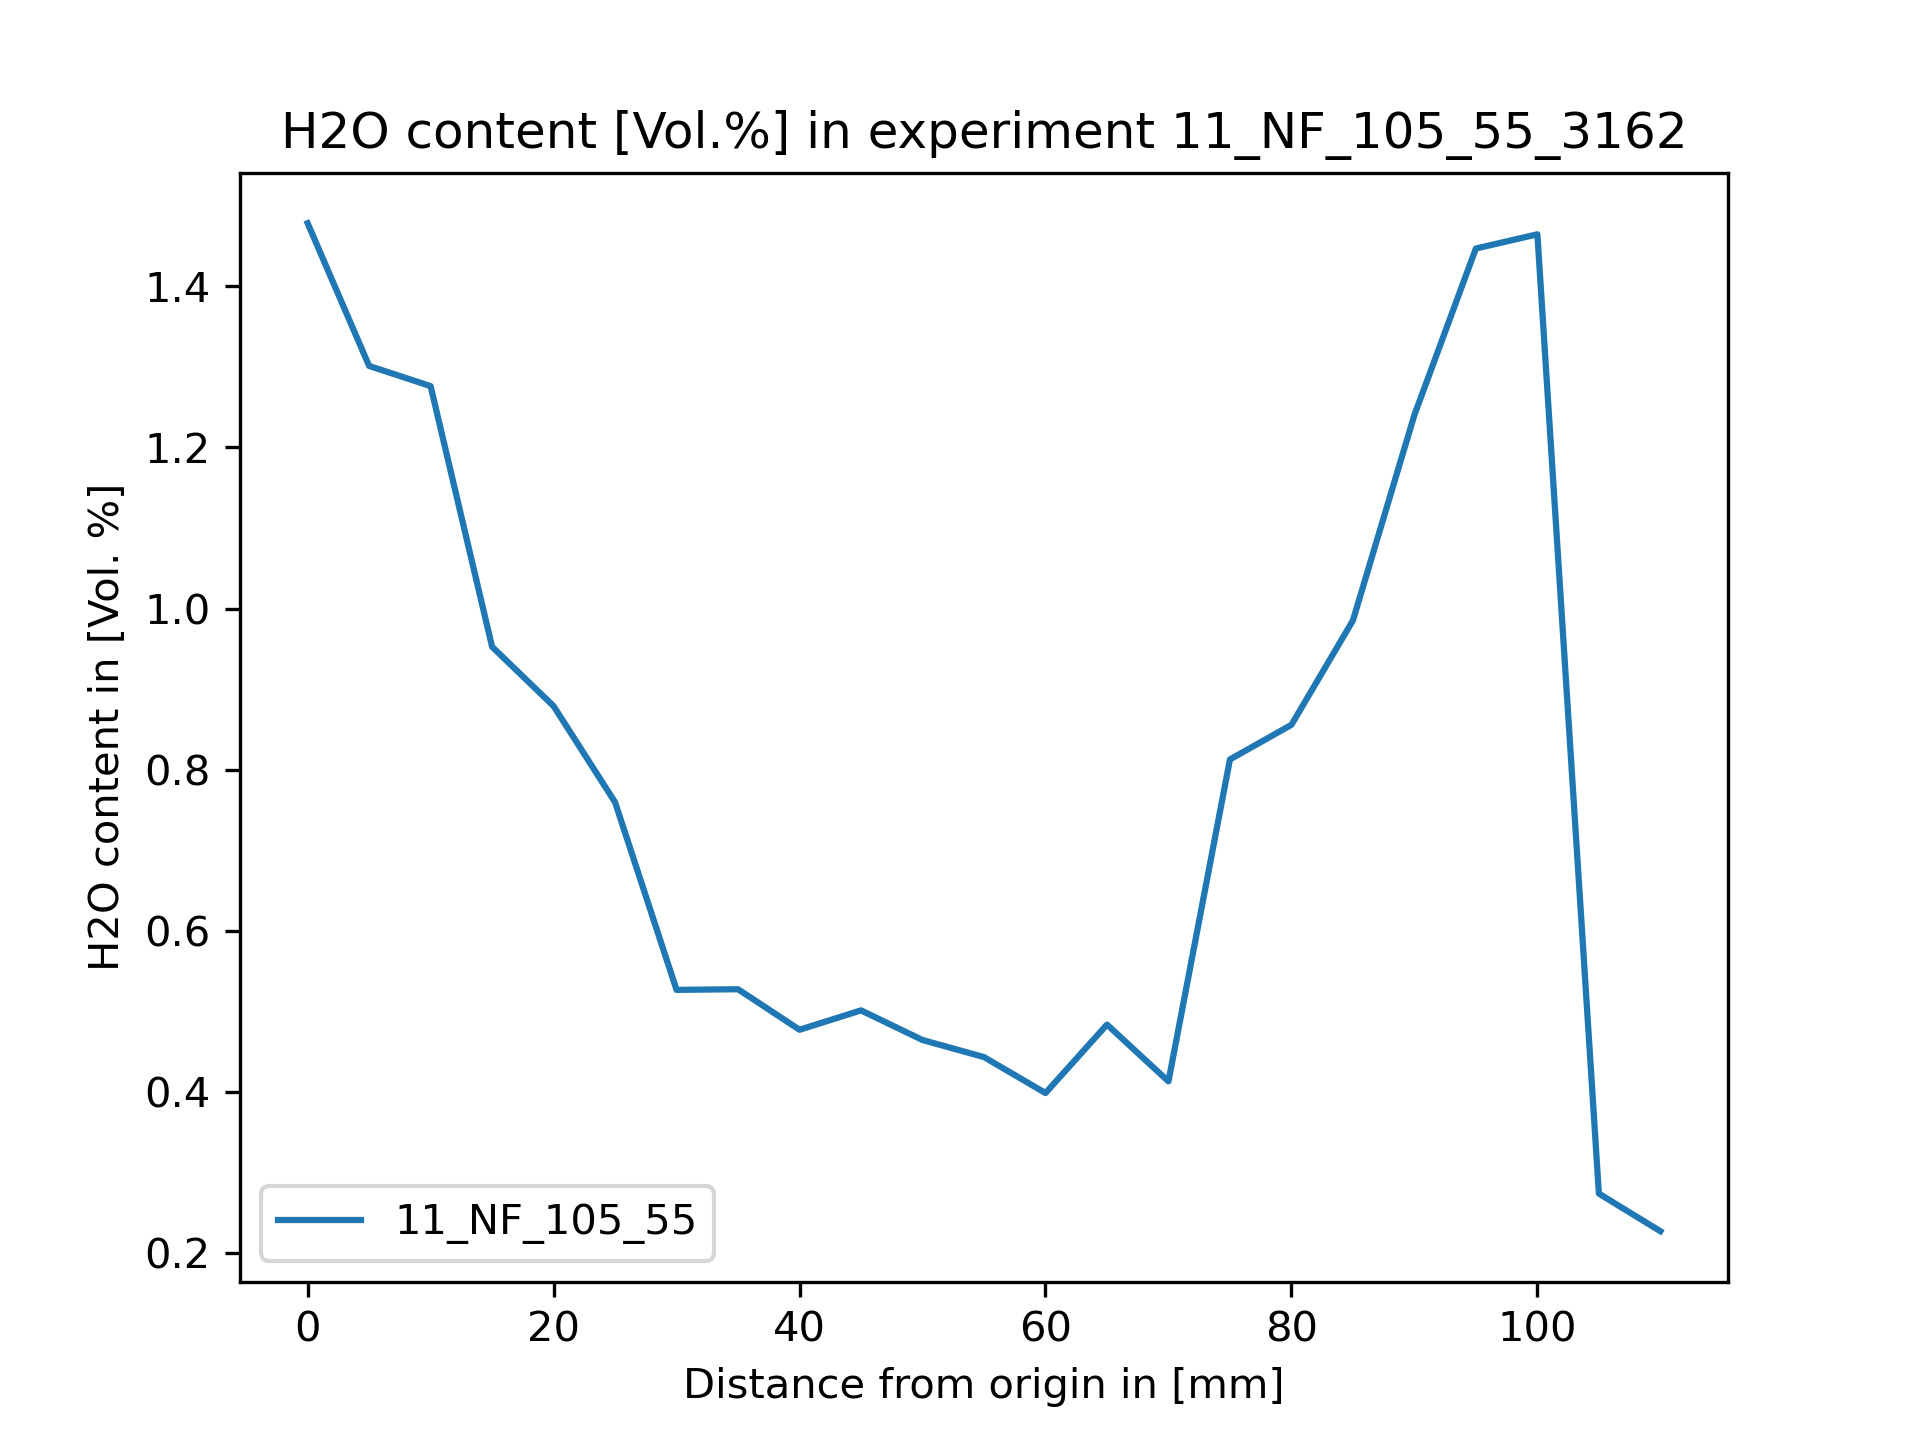 H2O content [Vol.%] in experiment 11_NF_105_55_3162
H2O content in [Vol. %]
1.4
1.2
1.0
0.8
0.6
0.4
0.2
11_NF_105_55
0 20 40 60 80 100
Distance from origin in [mm]